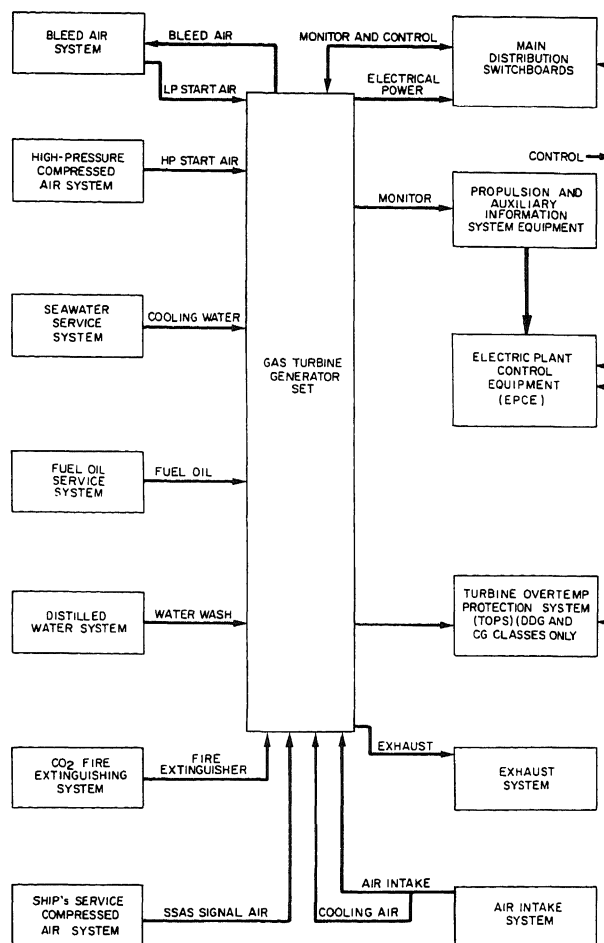 BLEED AIR
SYSTEM
BLEED AIR
LP START AIR
MONITOR AND CONTROL
ELECTRICAL
POWER
MAIN
DISTRIBUTION
SWITCHBOARDS
HIGH-PRESSURE
COMPRESSED
AIR SYSTEM
HP START AIR
CONTROL
MONITOR
PROPULSION AND
AUXILIARY
INFORMATION
SYSTEM EQUIPMENT
SEAWATER
SERVICE
SYSTEM
COOLING WATER
GAS TURBINE
GENERATOR
SET
ELECTRIC PLANT
CONTROL
EQUIPMENT
(EPCE)
FUEL OIL
SERVICE
SYSTEM
FUEL OIL
DISTILLED
WATER SYSTEM
WATER WASH
TURBINE OVERTEMP
PROTECTION SYSTEM
(TOPS) (DDG AND
CG CLASSES ONLY
CO2 FIRE
EXTINGUISHING
SYSTEM
FIRE
EXTINGUISHER
EXHAUST
EXHAUST
SYSTEM
SHIP's SERVICE
COMPRESSED
AIR SYSTEM
SSAS SIGNAL AIR
COOLING AIR
AIR INTAKE
AIR INTAKE
SYSTEM